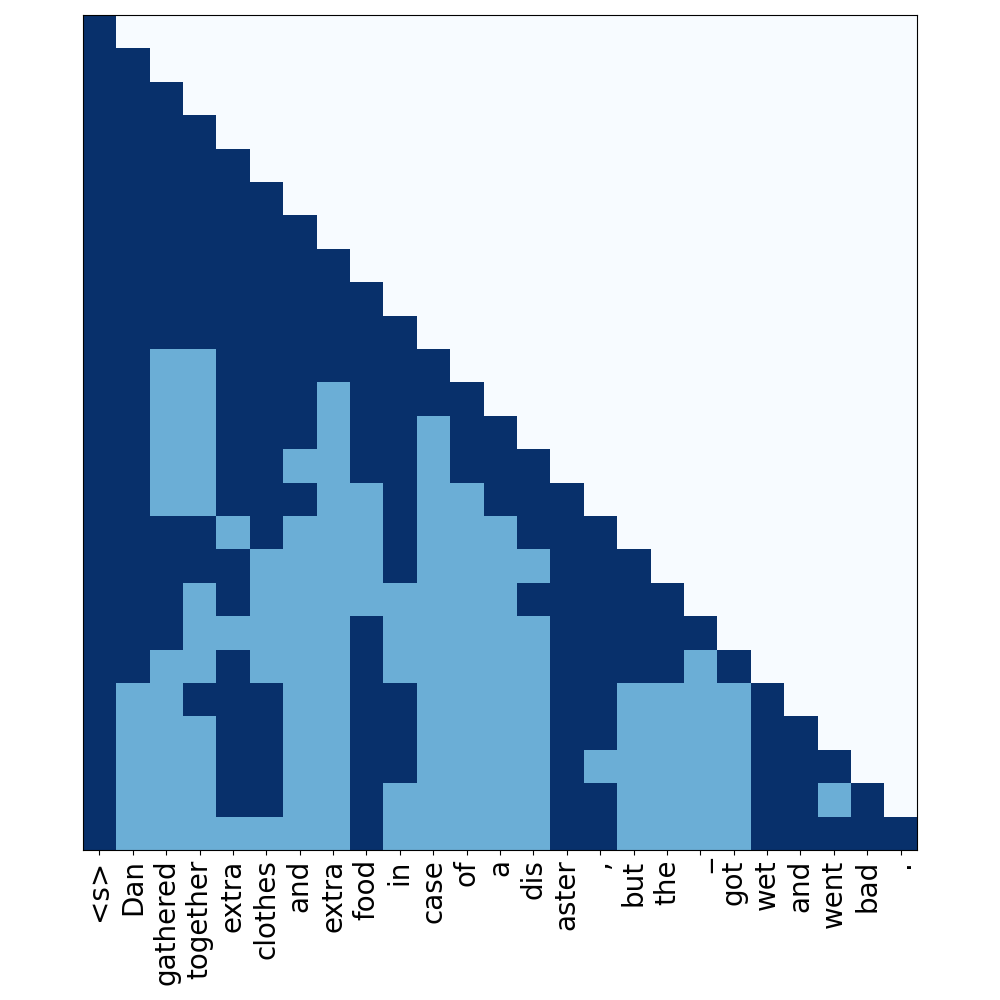 <s> Dan gathered together extra clothes and extra food in case of a dis aster , but the _ got wet and went bad .